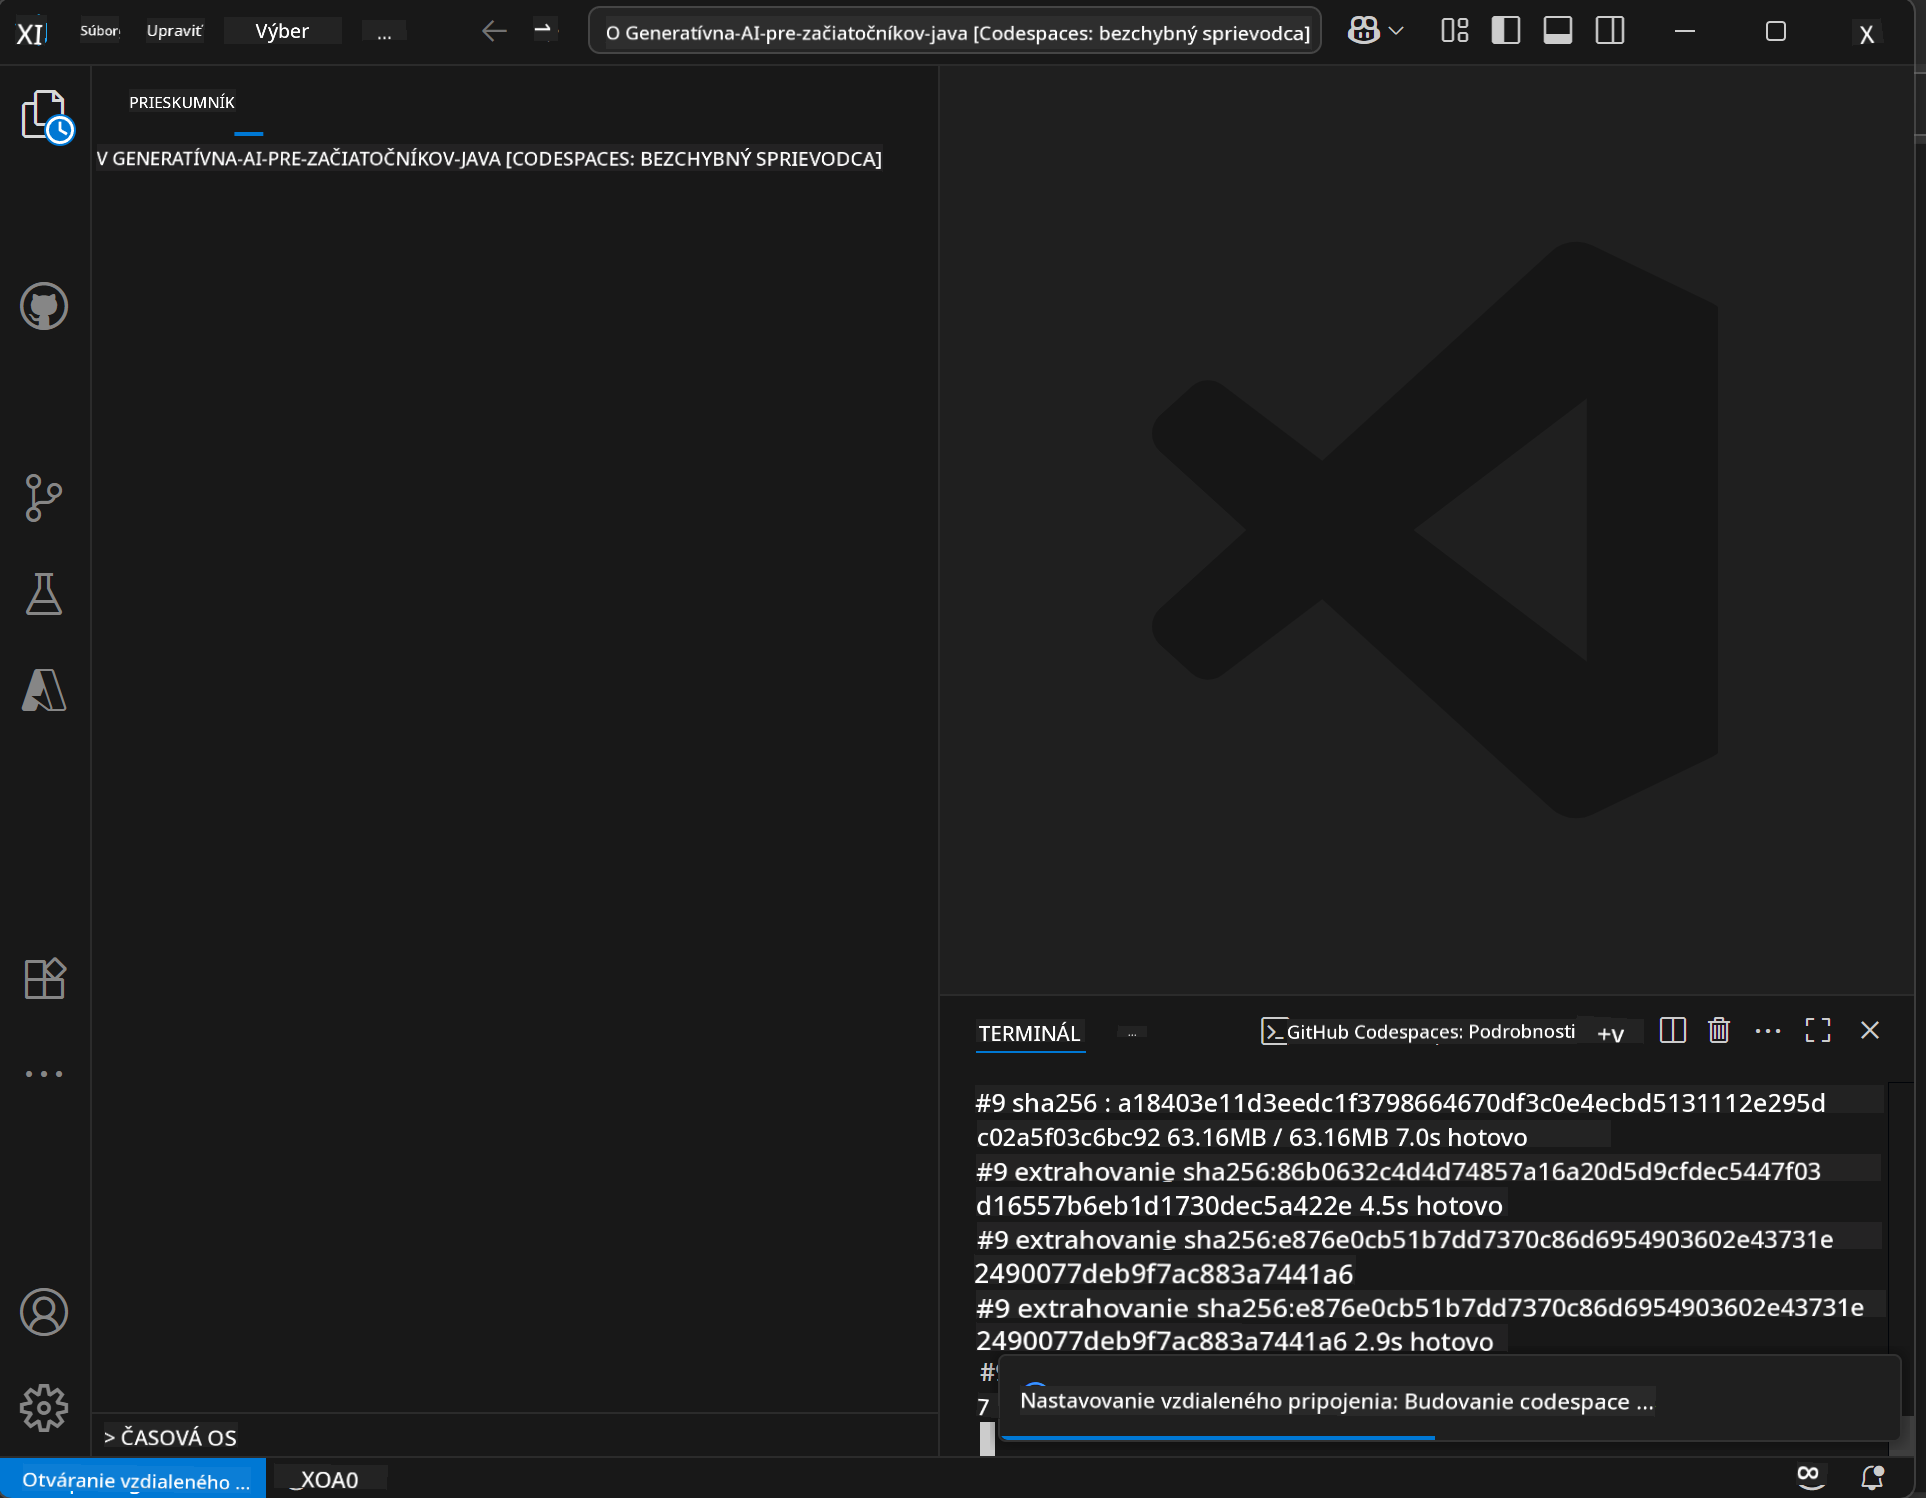 Súbor Upraviť Výber ...
O Generatívna-AI-pre-začiatočníkov-java [Codespaces: bezchybný sprievodca]
PRIESKUMNÍK
V GENERATÍVNA-AI-PRE-ZAČIATOČNÍKOV-JAVA [CODESPACES: BEZCHYBNÝ SPRIEVODCA]
TERMINÁL ...
GitHub Codespaces: Podrobnosti +v
#9 sha256 : a18403e11d3eedc1f3798664670df3c0e4ecbd5131112e295d
c02a5f03c6bc92 63.16MB / 63.16MB 7.0s hotovo
#9 extrahovanie sha256:86b0632c4d4d74857a16a20d5d9cfdec5447f03
d16557b6eb1d1730dec5a422e 4.5s hotovo
#9 extrahovanie sha256:e876e0cb51b7dd7370c86d6954903602e43731e
2490077deb9f7ac883a7441a6
#9 extrahovanie sha256:e876e0cb51b7dd7370c86d6954903602e43731e
2490077deb9f7ac883a7441a6 2.9s hotovo
7
Nastavovanie vzdialeného pripojenia: Budovanie codespace ...
> ČASOVÁ OS
Otváranie vzdialeného ...
_XOA0